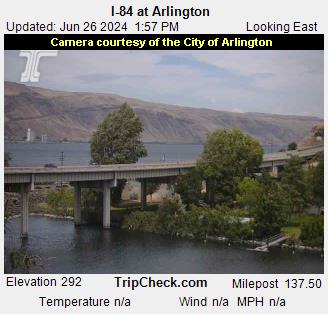 I-84 at Arlington
Updated: Jun 26 2024 1:57 PM Looking East
Camera courtesy of the City of Arlington
Elevation 292 TripCheck.com Milepost 137.50
Temperature n/a Wind n/a MPH n/a